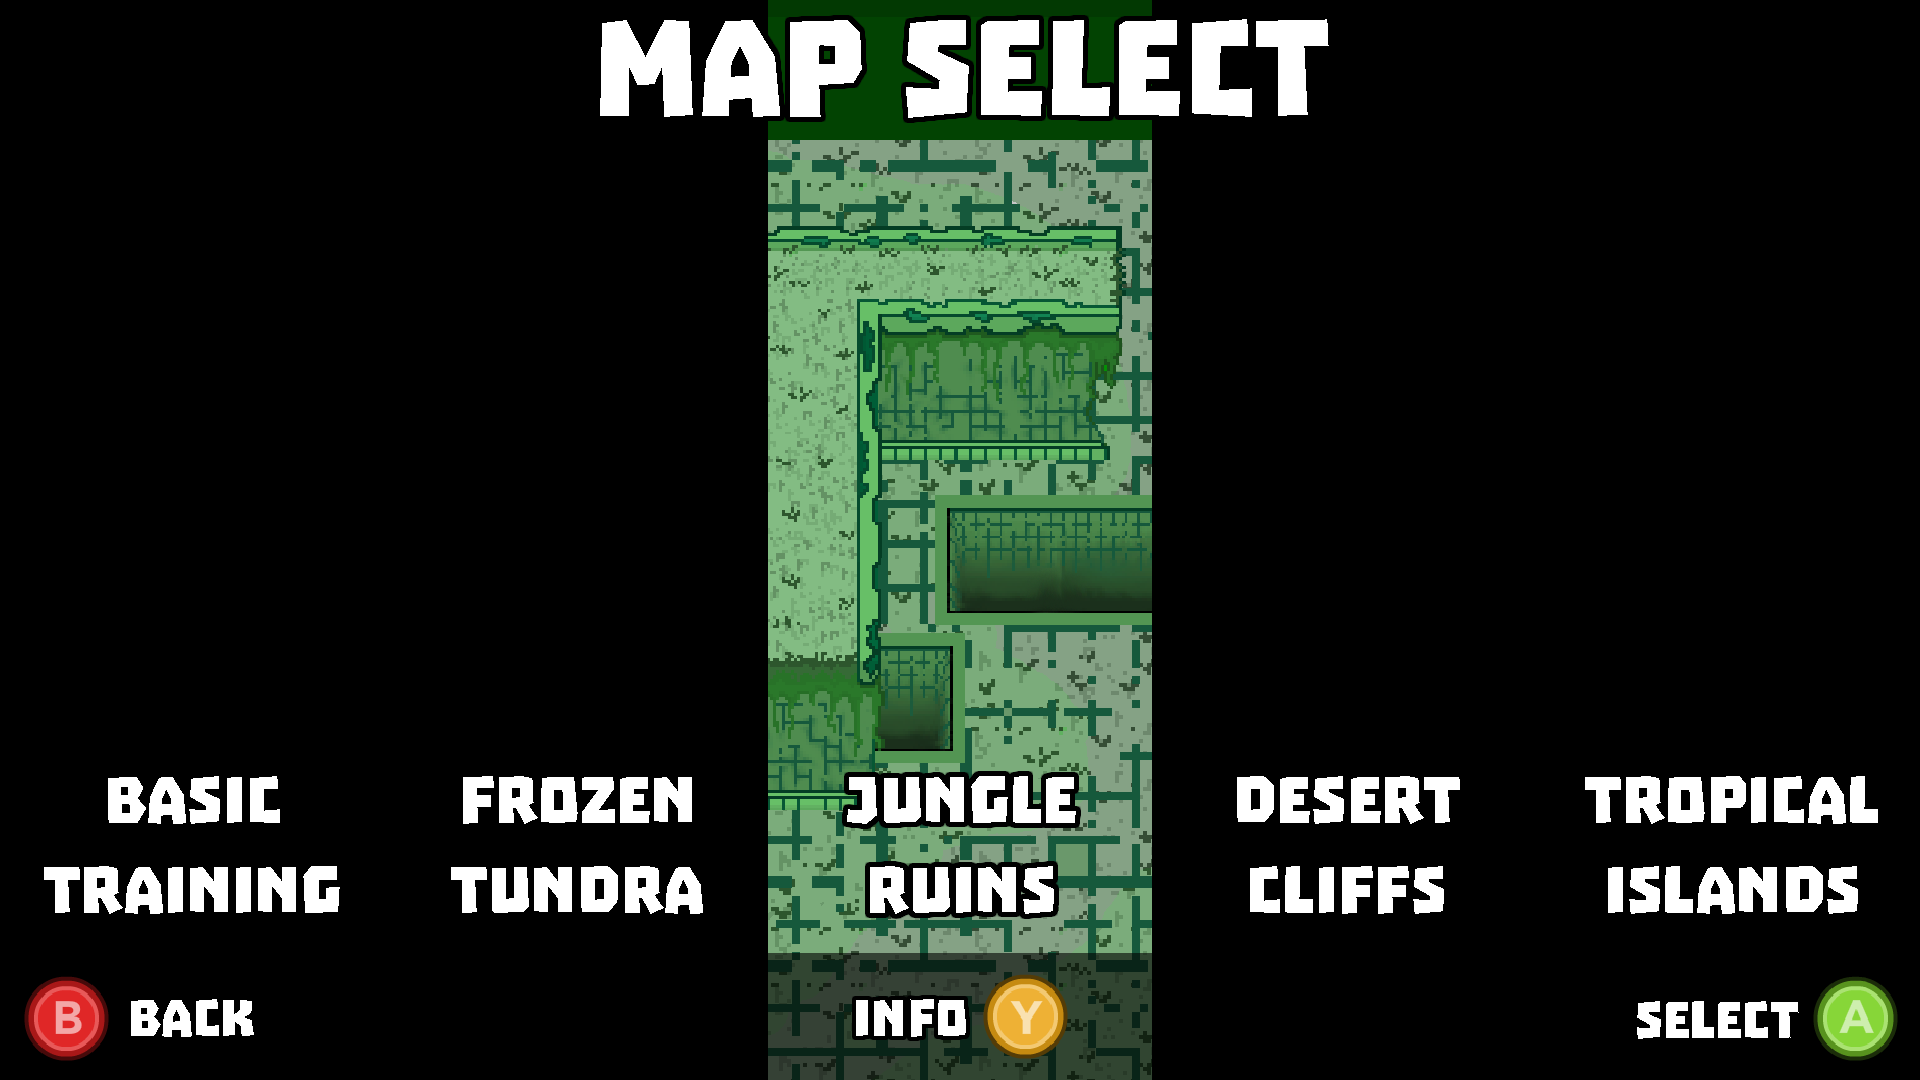 MAP SELECT
BASIC
TRAINING
FROZEN
TUNDRA
JUNGLE
RUINS
DESERT
CLIFFS
TROPICAL
ISLANDS
B BACK
INFO Y
SELECT A